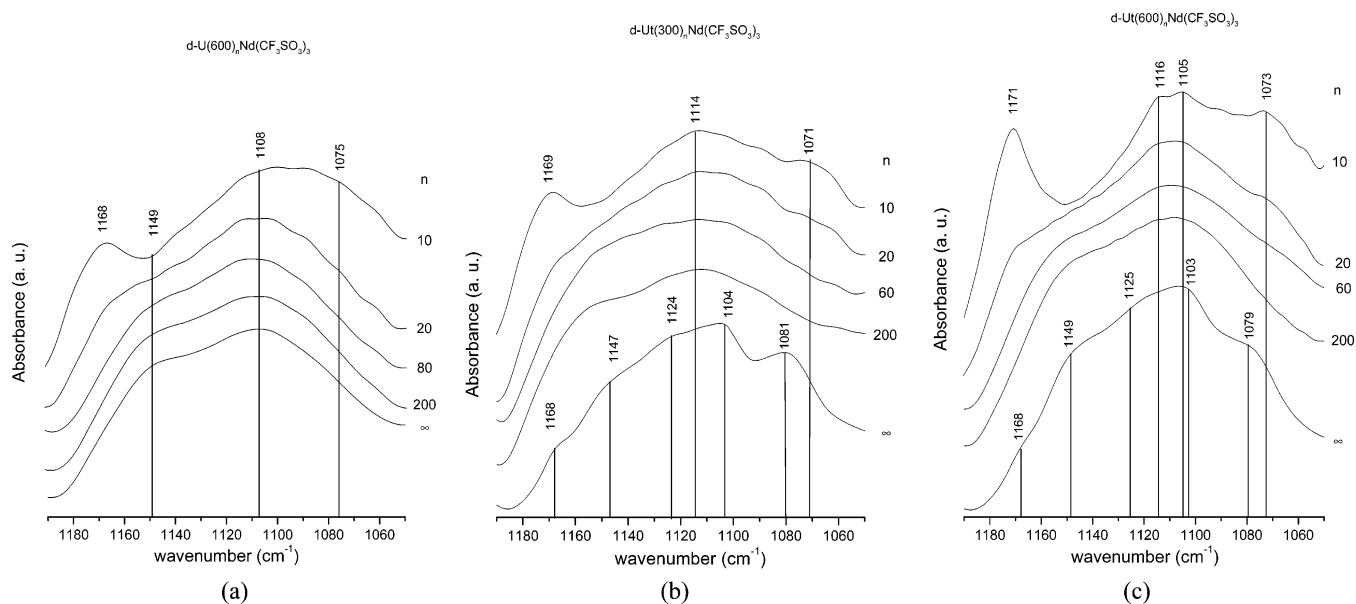 d-U(600)ₙNd(CF₃SO₃)₃
1168
1149
1108
1075
n
10
20
80
200
∞
Absorbance (a. u.)
1180 1160 1140 1120 1100 1080 1060
wavenumber (cm⁻¹)
(a)
d-Ut(300)ₙNd(CF₃SO₃)₃
1169
1114
1071
n
10
20
60
200
∞
1168
1147
1124
1104
1081
Absorbance (a. u.)
1180 1160 1140 1120 1100 1080 1060
wavenumber (cm⁻¹)
(b)
d-Ut(600)ₙNd(CF₃SO₃)₃
1171
1116
1105
1073
n
10
20
60
200
∞
1168
1149
1125
1103
1079
Absorbance (a. u.)
1180 1160 1140 1120 1100 1080 1060
wavenumber (cm⁻¹)
(c)